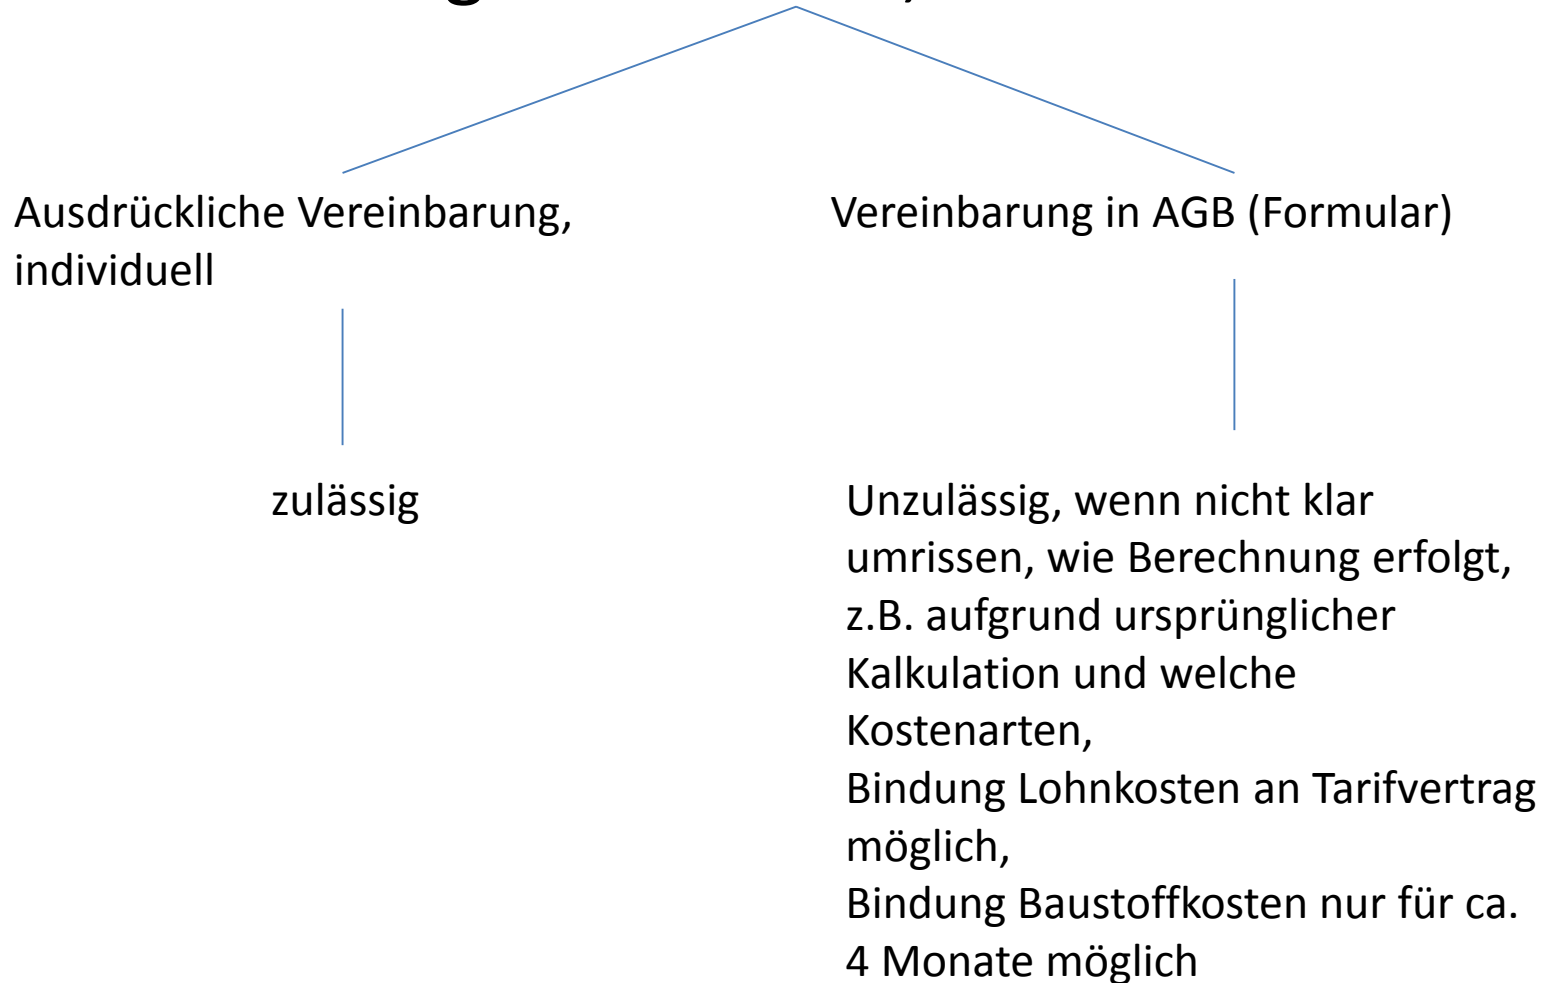 Ausdrückliche Vereinbarung,
individuell
Vereinbarung in AGB (Formular)
zulässig
Unzulässig, wenn nicht klar
umrissen, wie Berechnung erfolgt,
z.B. aufgrund ursprünglicher
Kalkulation und welche
Kostenarten,
Bindung Lohnkosten an Tarifvertrag
möglich,
Bindung Baustoffkosten nur für ca.
4 Monate möglich